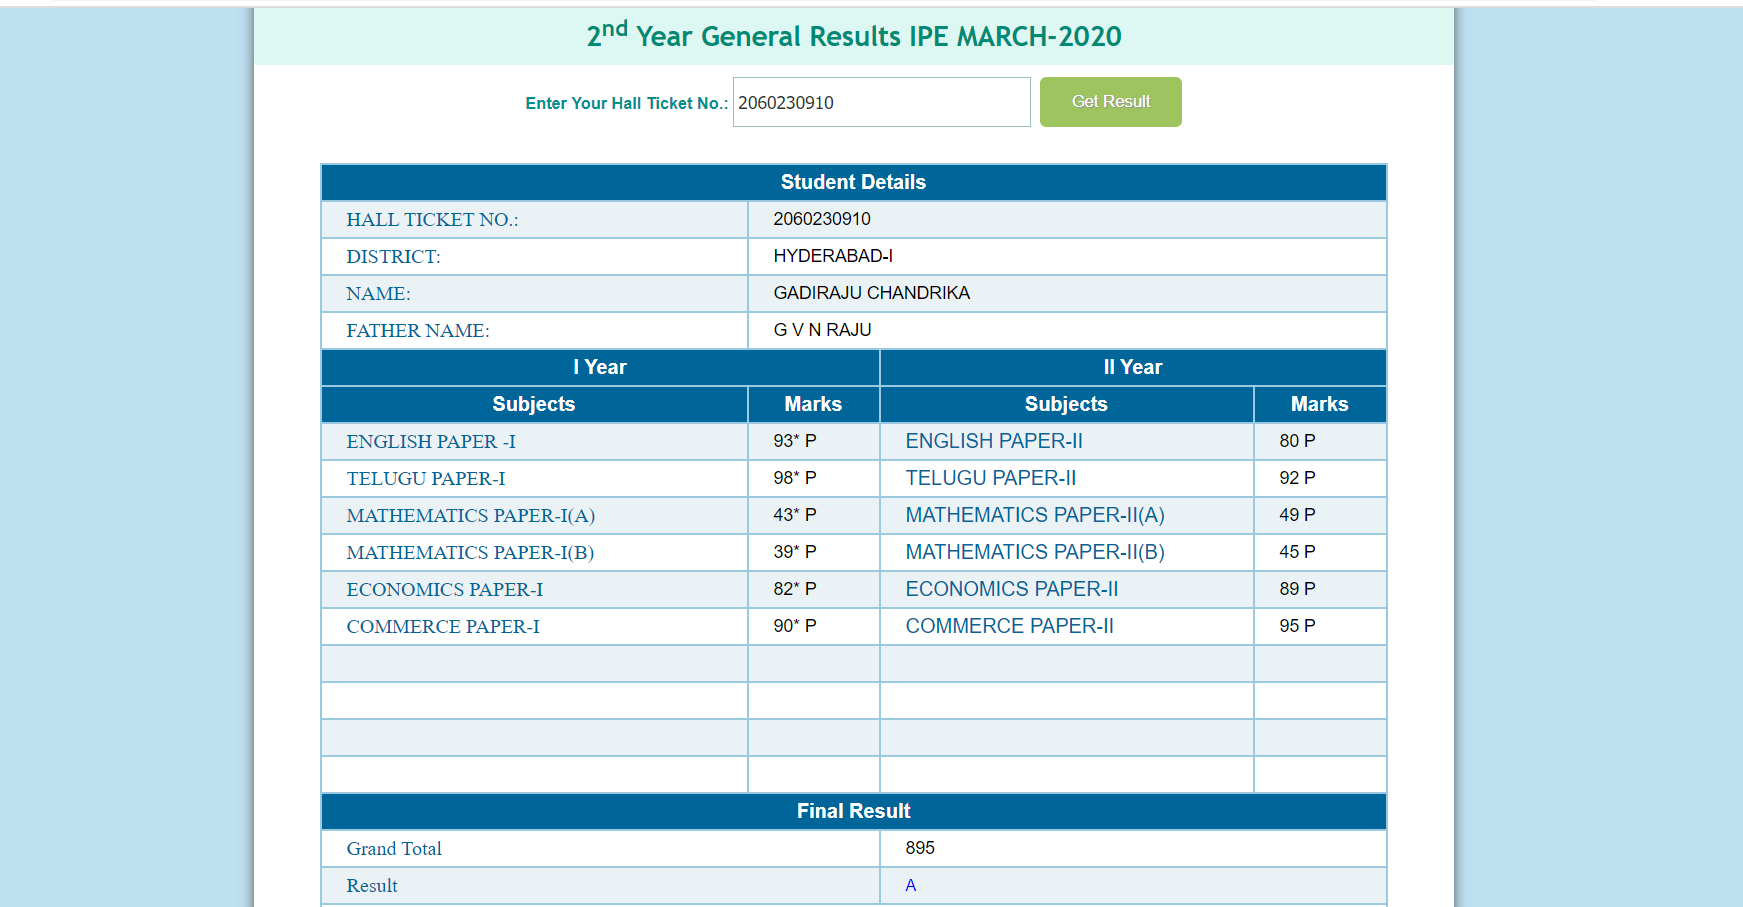 2nd Year General Results IPE MARCH-2020
Enter Your Hall Ticket No.: 2060230910 Get Result
Student Details
HALL TICKET NO.: 2060230910
DISTRICT: HYDERABAD-I
NAME: GADIRAJU CHANDRIKA
FATHER NAME: G V N RAJU
I Year II Year
Subjects Marks Subjects Marks
ENGLISH PAPER -I 93* P ENGLISH PAPER-II 80 P
TELUGU PAPER-I 98* P TELUGU PAPER-II 92 P
MATHEMATICS PAPER-I(A) 43* P MATHEMATICS PAPER-II(A) 49 P
MATHEMATICS PAPER-I(B) 39* P MATHEMATICS PAPER-II(B) 45 P
ECONOMICS PAPER-I 82* P ECONOMICS PAPER-II 89 P
COMMERCE PAPER-I 90* P COMMERCE PAPER-II 95 P
Final Result
Grand Total 895
Result A